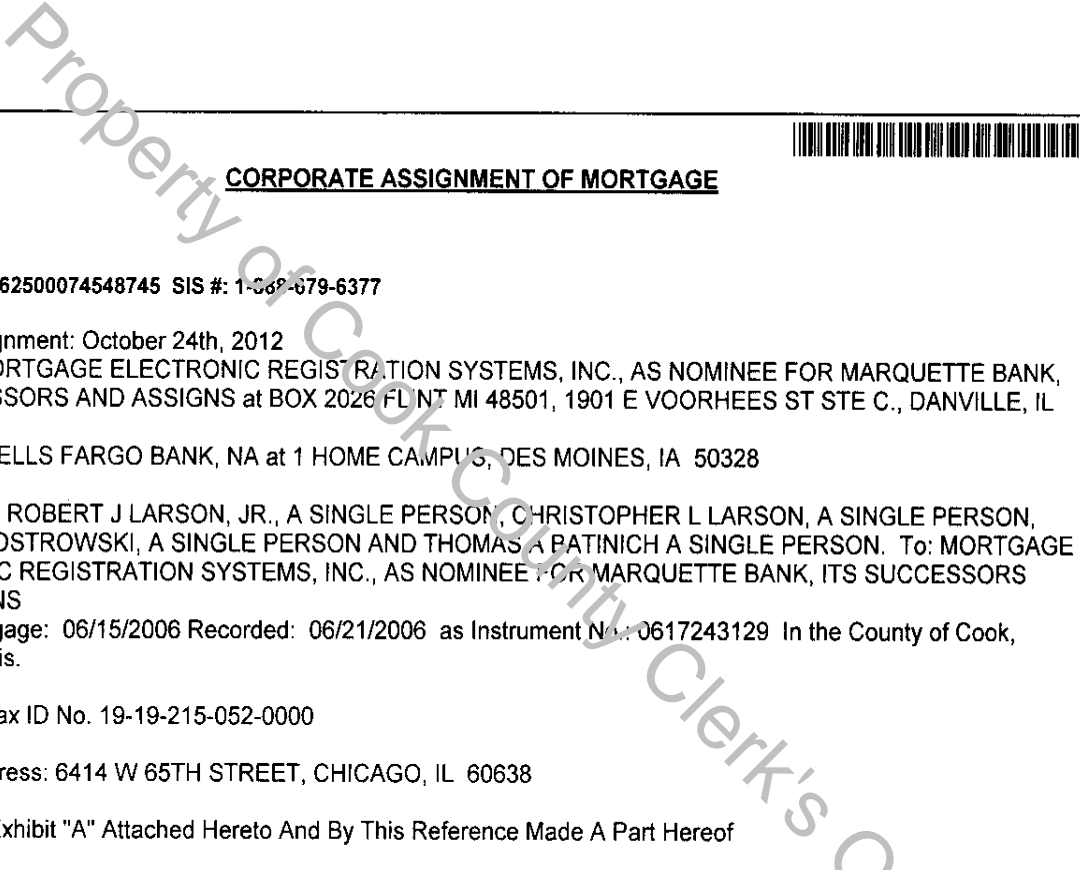 Property of Cook County Clerk's
CORPORATE ASSIGNMENT OF MORTGAGE
62500074548745 SIS #: 1-888-679-6377
gnment: October 24th, 2012
ORTGAGE ELECTRONIC REGISTRATION SYSTEMS, INC., AS NOMINEE FOR MARQUETTE BANK,
SSORS AND ASSIGNS at BOX 2026 FLINT MI 48501, 1901 E VOORHEES ST STE C., DANVILLE, IL
ELLS FARGO BANK, NA at 1 HOME CAMPUS, DES MOINES, IA 50328
ROBERT J LARSON, JR., A SINGLE PERSON, CHRISTOPHER L LARSON, A SINGLE PERSON,
OSTROWSKI, A SINGLE PERSON AND THOMAS A BATINICH A SINGLE PERSON. To: MORTGAGE
C REGISTRATION SYSTEMS, INC., AS NOMINEE FOR MARQUETTE BANK, ITS SUCCESSORS
NS
gage: 06/15/2006 Recorded: 06/21/2006 as Instrument No.: 0617243129 In the County of Cook,
is.
ax ID No. 19-19-215-052-0000
ress: 6414 W 65TH STREET, CHICAGO, IL 60638
Exhibit "A" Attached Hereto And By This Reference Made A Part Hereof